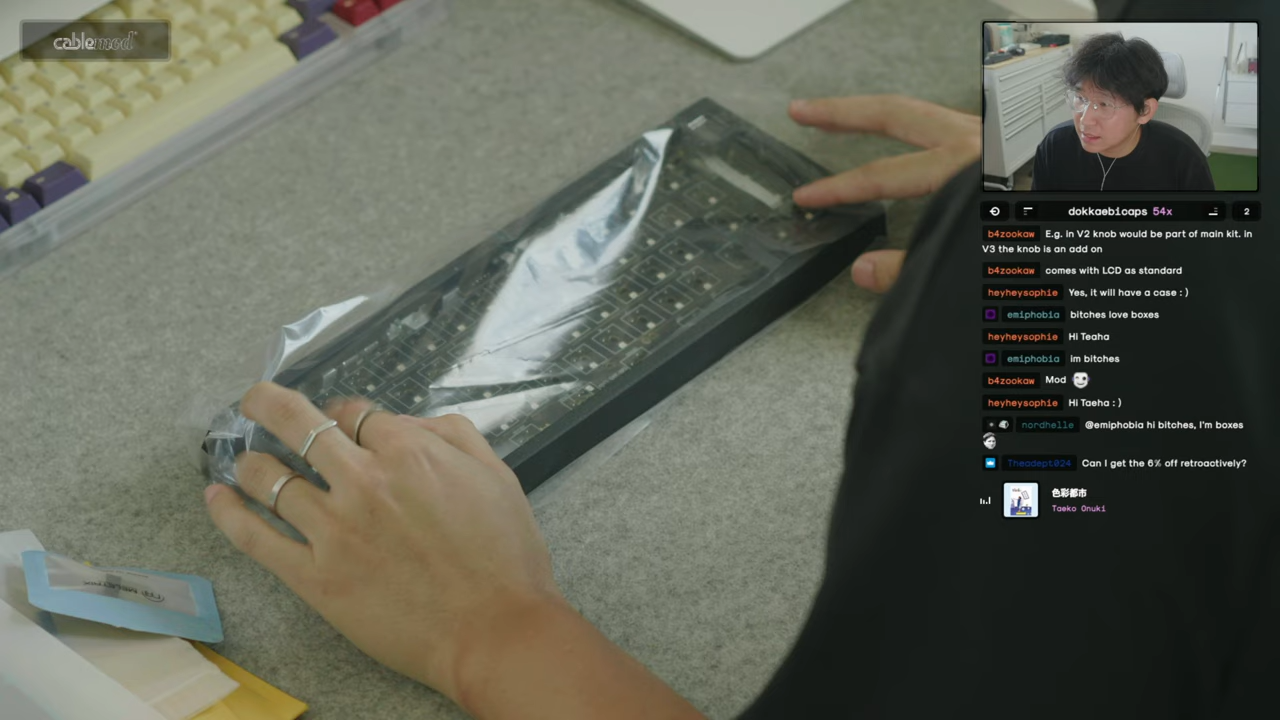 cablemod
dokkaebicaps 54x
2
b4zookaw E.g. in V2 knob would be part of main kit. in
V3 the knob is an add on
b4zookaw comes with LCD as standard
heyheysophie Yes, it will have a case : )
emiphobia bitches love boxes
heyheysophie Hi Teaha
emiphobia im bitches
b4zookaw Mod
heyheysophie Hi Taeha : )
nordhelle @emiphobia hi bitches, I'm boxes
Theadept024 Can I get the 6% off retroactively?
色彩都市
Taeko Onuki